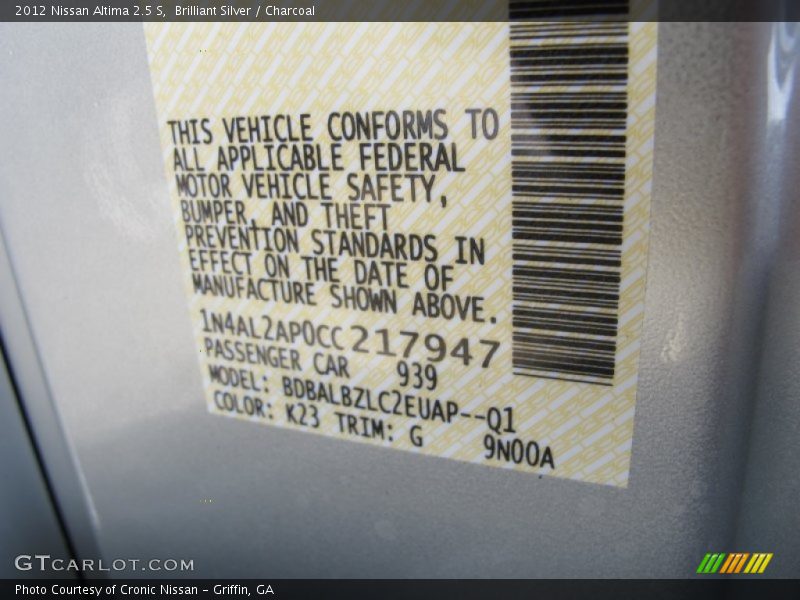 2012 Nissan Altima 2.5 S,  Brilliant Silver / Charcoal
THIS VEHICLE CONFORMS TO
ALL APPLICABLE FEDERAL
MOTOR VEHICLE SAFETY,
BUMPER, AND THEFT
PREVENTION STANDARDS IN
EFFECT ON THE DATE OF
MANUFACTURE SHOWN ABOVE.
1N4AL2AP0CC217947
PASSENGER CAR 939
MODEL: BDBALBZLC2EUAP--Q1
COLOR: K23 TRIM: G 9N00A
GTCARLOT.COM
Photo Courtesy of Cronic Nissan - Griffin, GA